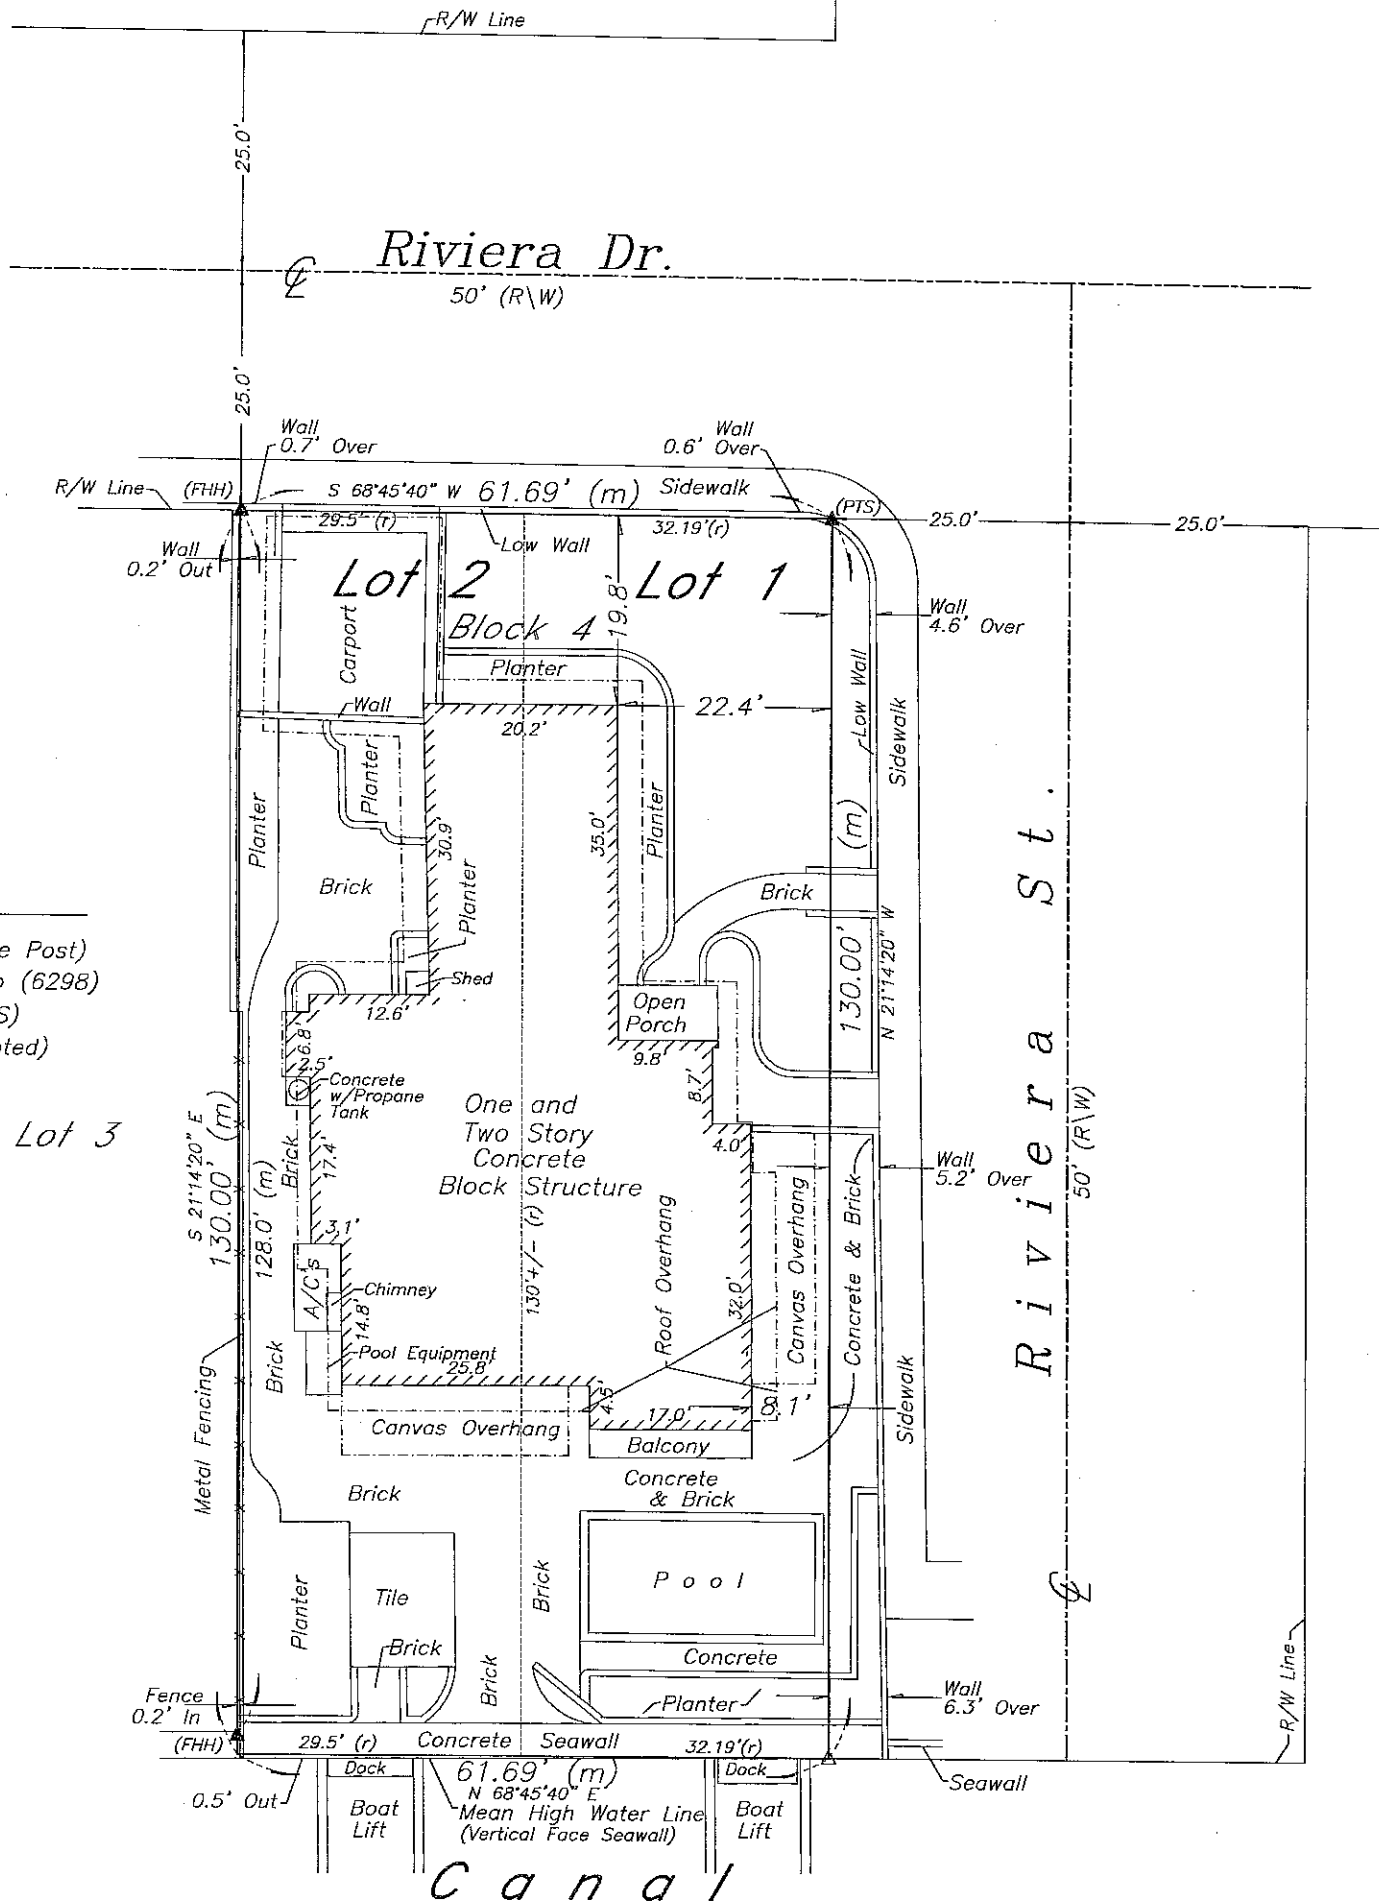 R/W Line
25.0'
Riviera Dr.
50' (R\W)
25.0'
Wall
0.7' Over
Wall
0.6' Over
R/W Line
(FHH)
S 68°45'40" W
61.69' (m)
Sidewalk
(PTS)
25.0'
25.0'
29.5' (r)
32.19'(r)
Low Wall
Wall
0.2' Out
Lot 2
Lot 1
Block 4
19.8'
Carport
Planter
Wall
4.6' Over
Low Wall
Sidewalk
Wall
20.2'
22.4'
Planter
Planter
30.9'
35.0'
Planter
(m)
130.00'
N 21°14'20" W
Brick
Planter
Brick
Riviera St.
50' (R\W)
e Post)
(6298)
S)
ted)
Shed
12.6'
Open
Porch
6.8'
9.8'
2.5'
Concrete
w/Propane
Tank
8.7'
Lot 3
One and
Two Story
Concrete
Block Structure
4.0'
Wall
5.2' Over
S 21°14'20" E
130.00' (m)
128.0' (m)
Brick
17.4'
3.1'
130'+/- (r)
Roof Overhang
32.0'
Canvas Overhang
Concrete & Brick
A/C's
Chimney
14.8'
Pool Equipment
25.8'
Brick
Metal Fencing
4.5'
17.0'
8.1'
Canvas Overhang
Balcony
Sidewalk
Concrete
& Brick
Brick
Pool
Brick
Tile
Planter
Brick
Brick
Concrete
Planter
Fence
0.2' In
Wall
6.3' Over
R/W Line
(FHH)
29.5' (r)
Concrete Seawall
32.19'(r)
Dock
61.69' (m)
N 68°45'40" E
Dock
Seawall
0.5' Out
Boat
Lift
Mean High Water Line
(Vertical Face Seawall)
Boat
Lift
Canal